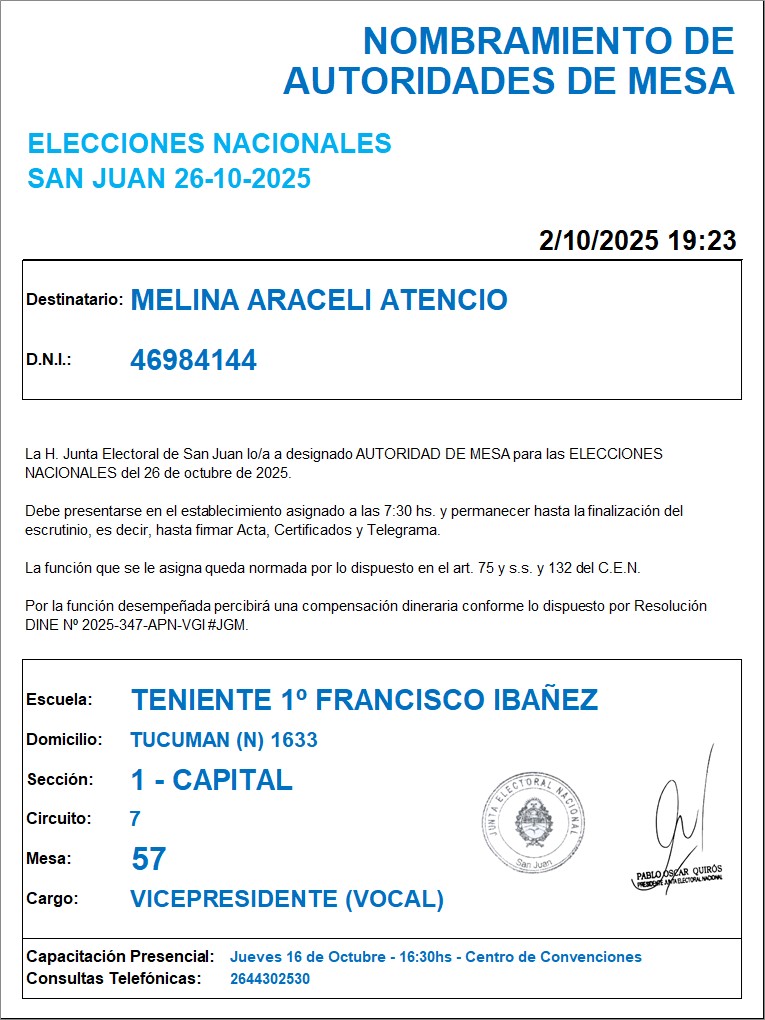 NOMBRAMIENTO DE
AUTORIDADES DE MESA
ELECCIONES NACIONALES
SAN JUAN 26-10-2025
2/10/2025 19:23
Destinatario: MELINA ARACELI ATENCIO
D.N.I.: 46984144
La H. Junta Electoral de San Juan lo/a a designado AUTORIDAD DE MESA para las ELECCIONES
NACIONALES del 26 de octubre de 2025.
Debe presentarse en el establecimiento asignado a las 7:30 hs. y permanecer hasta la finalización del
escrutinio, es decir, hasta firmar Acta, Certificados y Telegrama.
La función que se le asigna queda normada por lo dispuesto en el art. 75 y s.s. y 132 del C.E.N.
Por la función desempeñada percibirá una compensación dineraria conforme lo dispuesto por Resolución
DINE Nº 2025-347-APN-VGI#JGM.
Escuela: TENIENTE 1º FRANCISCO IBAÑEZ
Domicilio: TUCUMAN (N) 1633
Sección: 1 - CAPITAL
Circuito: 7
Mesa: 57
Cargo: VICEPRESIDENTE (VOCAL)
JUNTA ELECTORAL NACIONAL
San Juan
PABLO OSCAR QUIRÓS
PRESIDENTE JUNTA ELECTORAL NACIONAL
Capacitación Presencial: Jueves 16 de Octubre - 16:30hs - Centro de Convenciones
Consultas Telefónicas: 2644302530